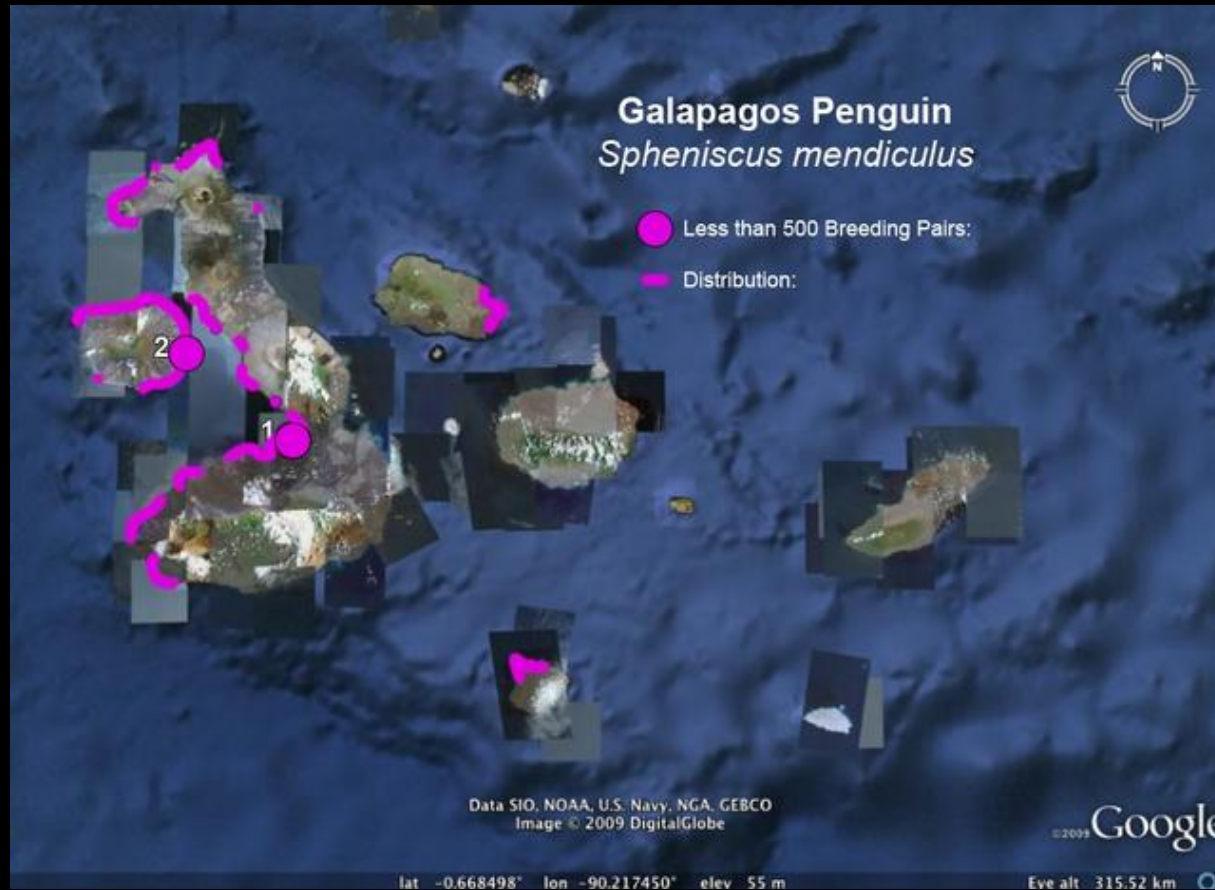 N
Galapagos Penguin
Spheniscus mendiculus
Less than 500 Breeding Pairs:
Distribution:
2
1
Data SIO, NOAA, U.S. Navy, NGA, GEBCO
Image © 2009 DigitalGlobe
©2009 Google
lat -0.668498° lon -90.217450° elev 55 m Eye alt 315.52 km